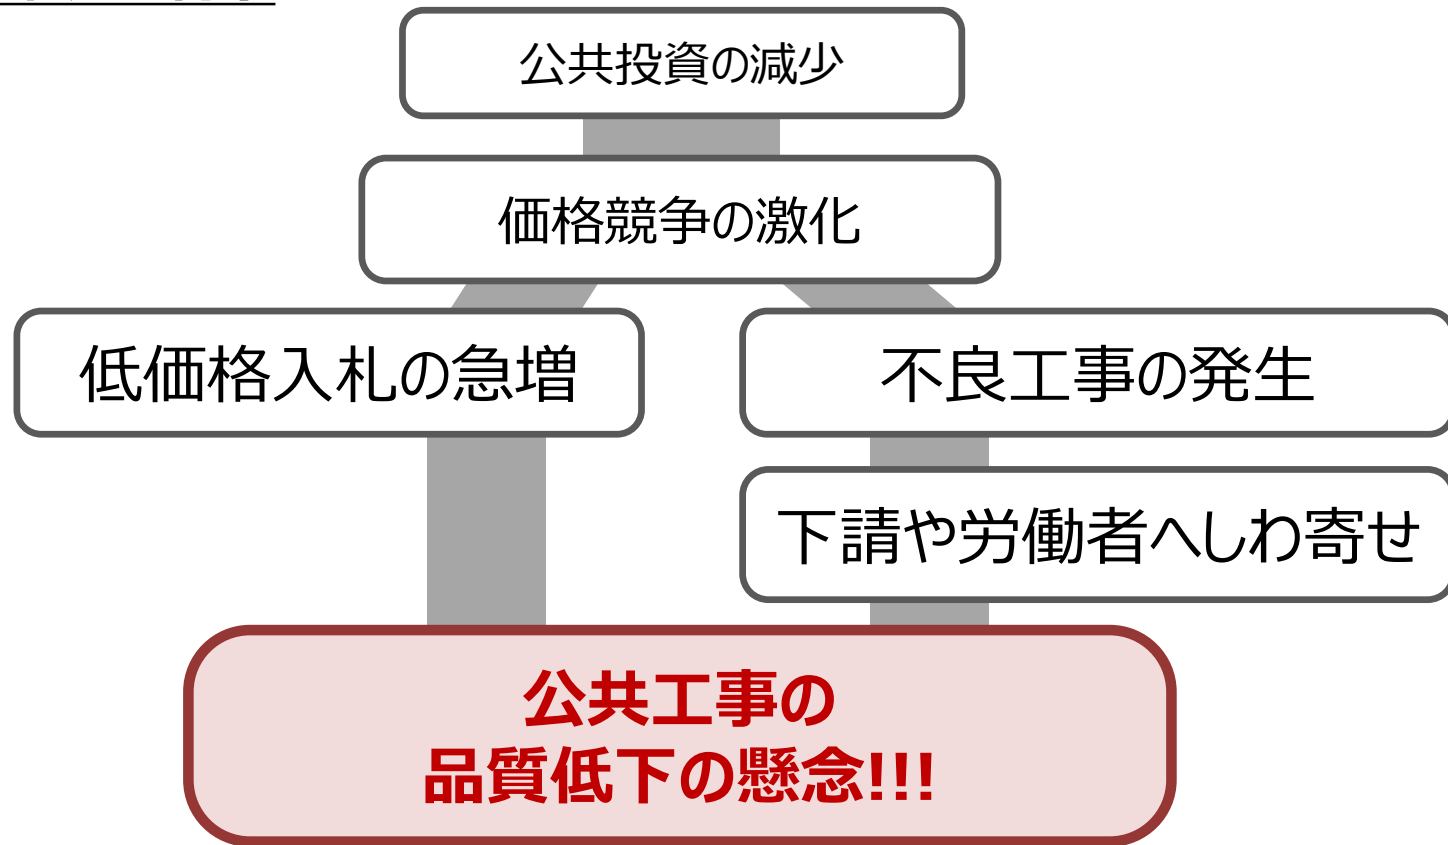 公共投資の減少
価格競争の激化
低価格入札の急増
不良工事の発生
下請や労働者へしわ寄せ
公共工事の
品質低下の懸念!!!